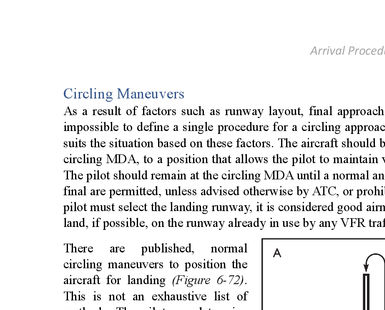 Arrival Proced
Circling Maneuvers
As a result of factors such as runway layout, final approach
impossible to define a single procedure for a circling approac
suits the situation based on these factors. The aircraft should b
circling MDA, to a position that allows the pilot to maintain v
The pilot should remain at the circling MDA until a normal an
final are permitted, unless advised otherwise by ATC, or prohib
pilot must select the landing runway, it is considered good airm
land, if possible, on the runway already in use by any VFR traf
There are published, normal
circling maneuvers to position the
aircraft for landing (Figure 6-72).
This is not an exhaustive list of
A